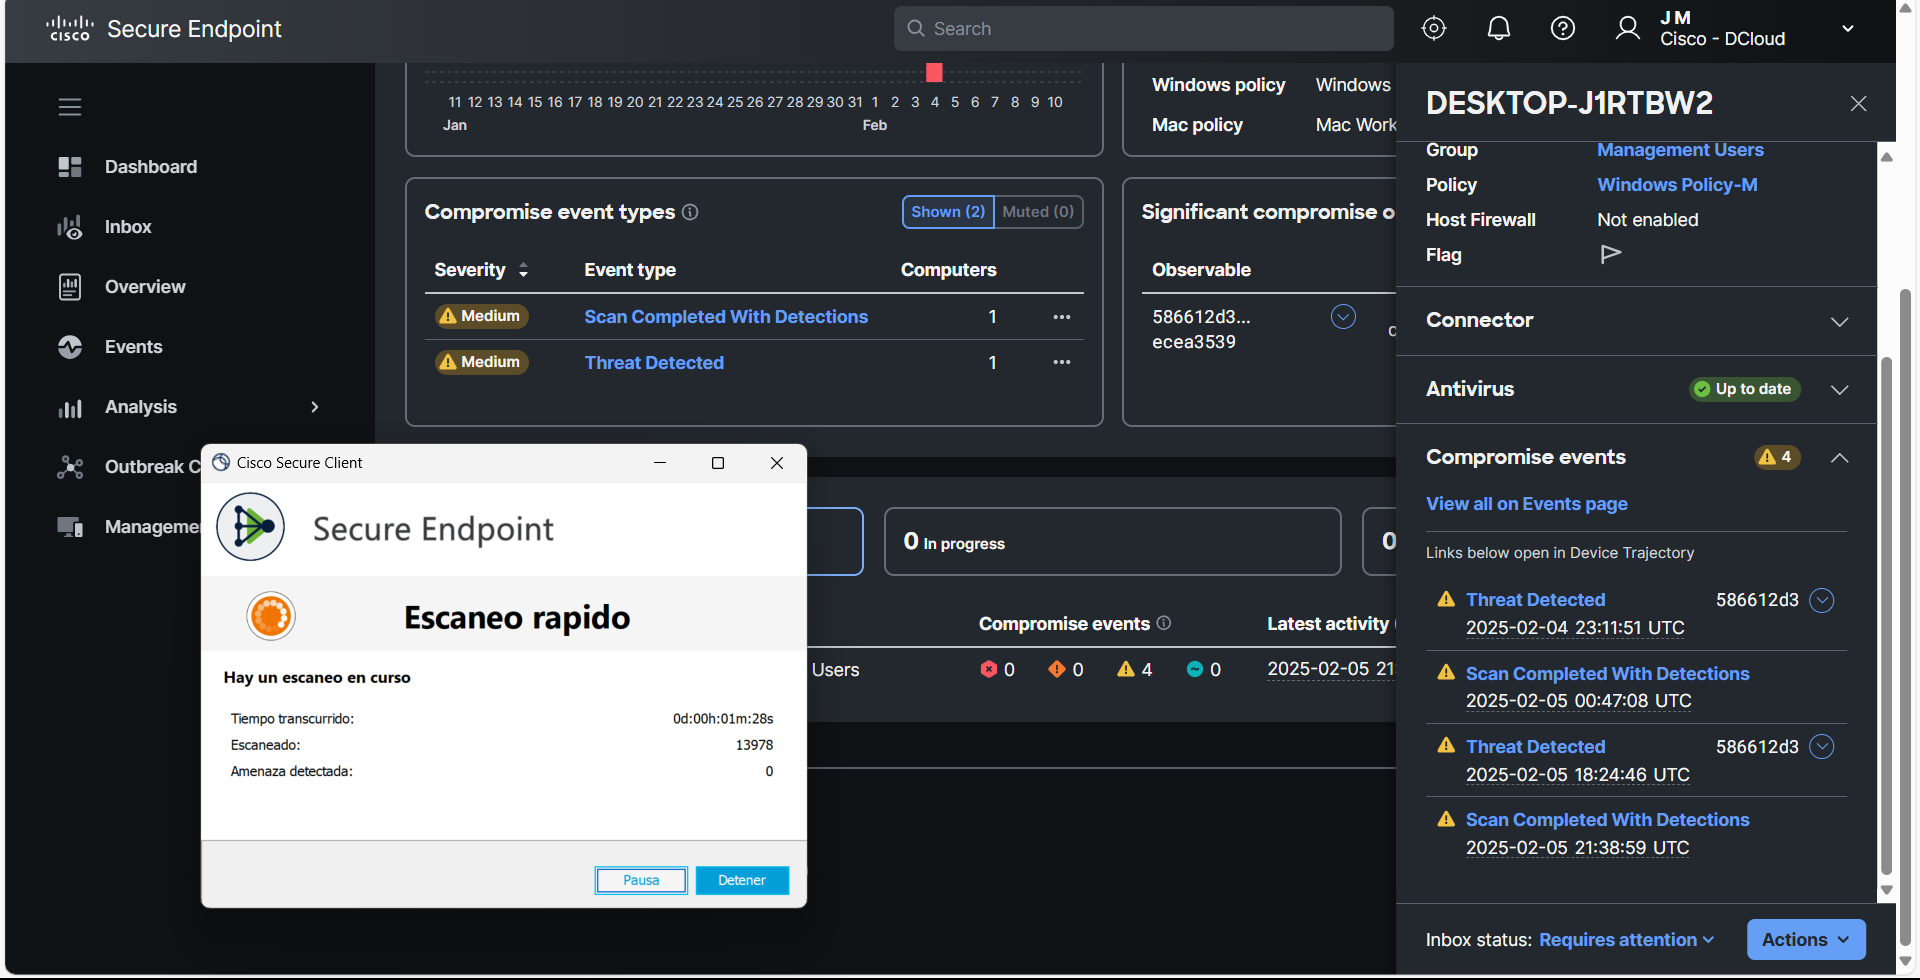 cisco Secure Endpoint
Search
J M
Cisco - DCloud
Dashboard
Inbox
Overview
Events
Analysis
Outbreak C
Manageme
11 12 13 14 15 16 17 18 19 20 21 22 23 24 25 26 27 28 29 30 31 1 2 3 4 5 6 7 8 9 10
Jan Feb
Windows policy Windows
Mac policy Mac Work
Compromise event types
Shown (2) Muted (0)
Severity Event type Computers
Medium Scan Completed With Detections 1
Medium Threat Detected 1
Significant compromise o
Observable
586612d3...
ecea3539
0 In progress
0
Compromise events Latest activity
Users 0 0 4 0 2025-02-05 21:
Cisco Secure Client
Secure Endpoint
Escaneo rapido
Hay un escaneo en curso
Tiempo transcurrido: 0d:00h:01m:28s
Escaneado: 13978
Amenaza detectada: 0
Pausa Detener
DESKTOP-J1RTBW2
Group Management Users
Policy Windows Policy-M
Host Firewall Not enabled
Flag
Connector
Antivirus Up to date
Compromise events 4
View all on Events page
Links below open in Device Trajectory
Threat Detected 586612d3
2025-02-04 23:11:51 UTC
Scan Completed With Detections
2025-02-05 00:47:08 UTC
Threat Detected 586612d3
2025-02-05 18:24:46 UTC
Scan Completed With Detections
2025-02-05 21:38:59 UTC
Inbox status: Requires attention Actions